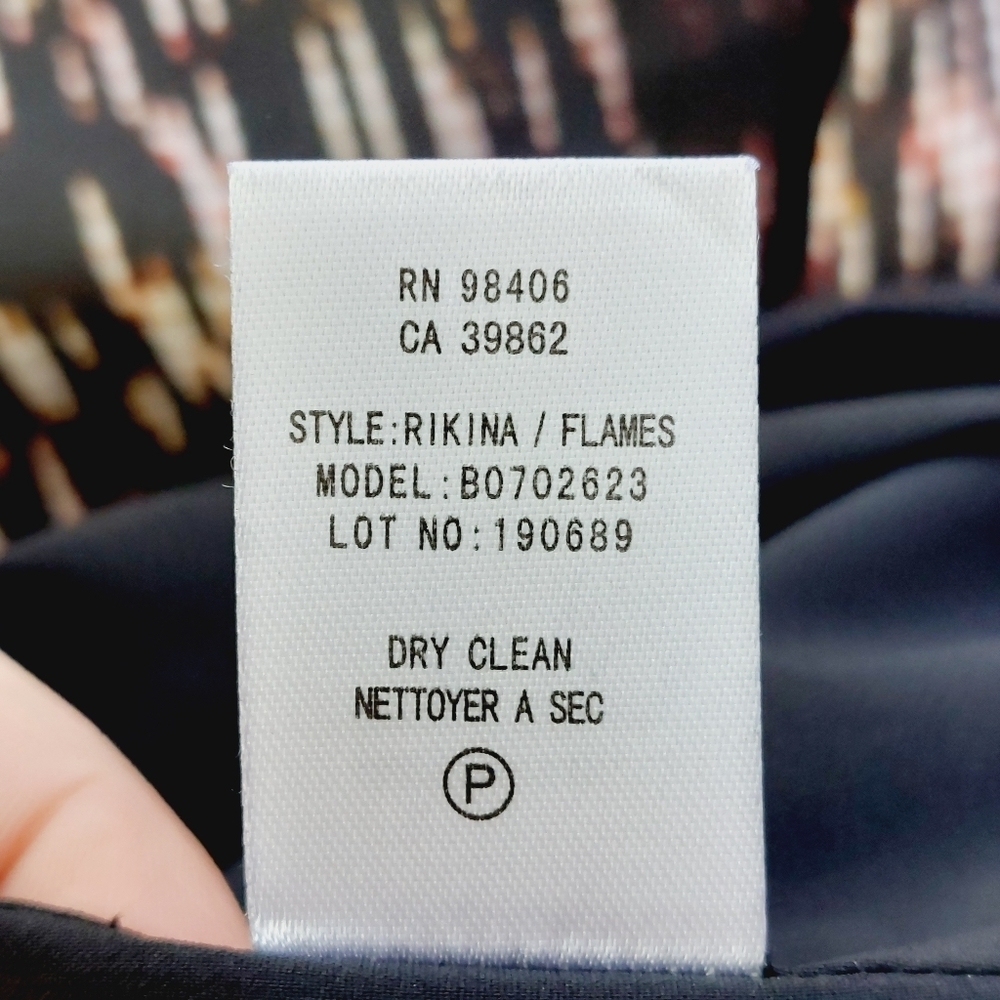 RN 98406
CA 39862
STYLE:RIKINA / FLAMES
MODEL:B0702623
LOT NO:190689
DRY CLEAN
NETTOYER A SEC
P